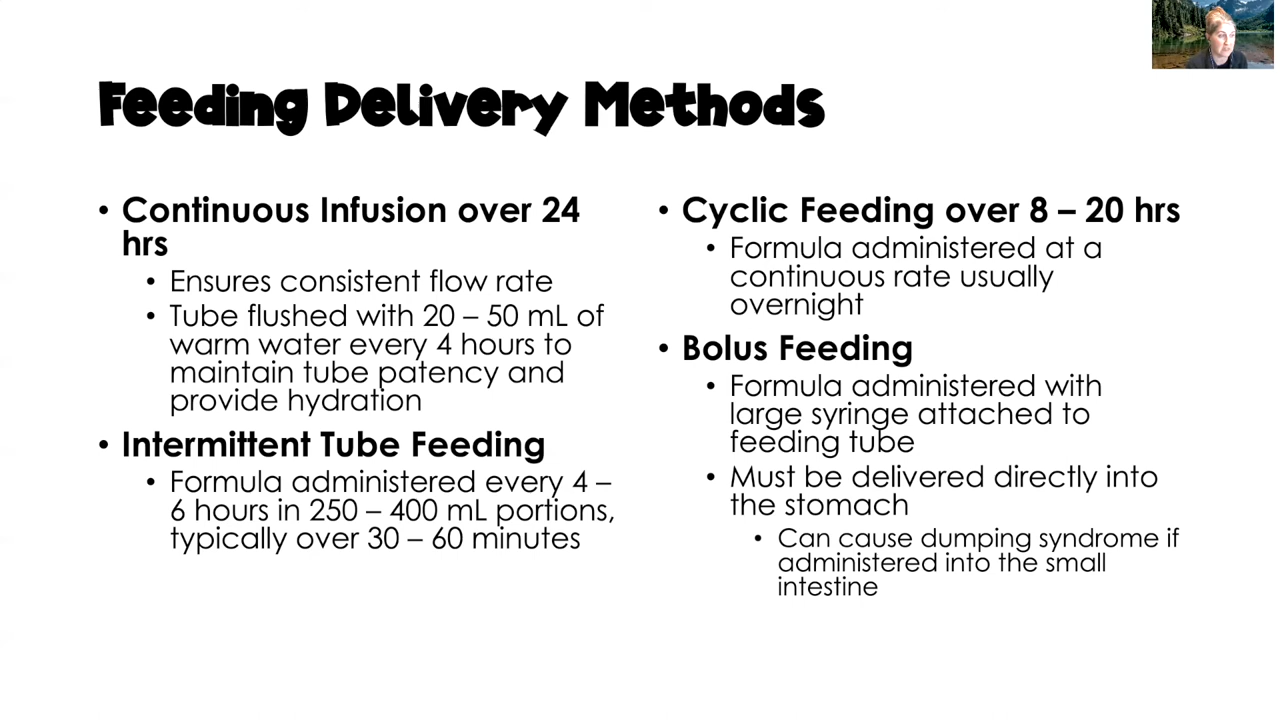 Feeding Delivery Methods
• Continuous Infusion over 24
hrs
• Ensures consistent flow rate
• Tube flushed with 20 – 50 mL of
warm water every 4 hours to
maintain tube patency and
provide hydration
• Intermittent Tube Feeding
• Formula administered every 4 –
6 hours in 250 – 400 mL portions,
typically over 30 – 60 minutes
• Cyclic Feeding over 8 – 20 hrs
• Formula administered at a
continuous rate usually
overnight
• Bolus Feeding
• Formula administered with
large syringe attached to
feeding tube
• Must be delivered directly into
the stomach
• Can cause dumping syndrome if
administered into the small
intestine